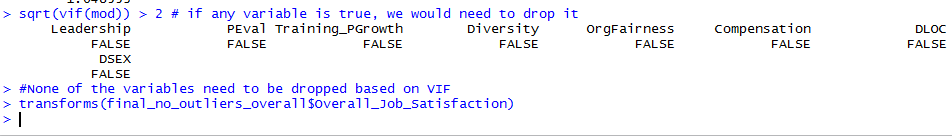 > sqrt(vif(mod)) > 2 # if any variable is true, we would need to drop it
Leadership PEval Training_PGrowth Diversity OrgFairness Compensation DLOC
FALSE FALSE FALSE FALSE FALSE FALSE FALSE
DSEX
FALSE
> #None of the variables need to be dropped based on VIF
> transforms(final_no_outliers_overall$Overall_Job_Satisfaction)
>